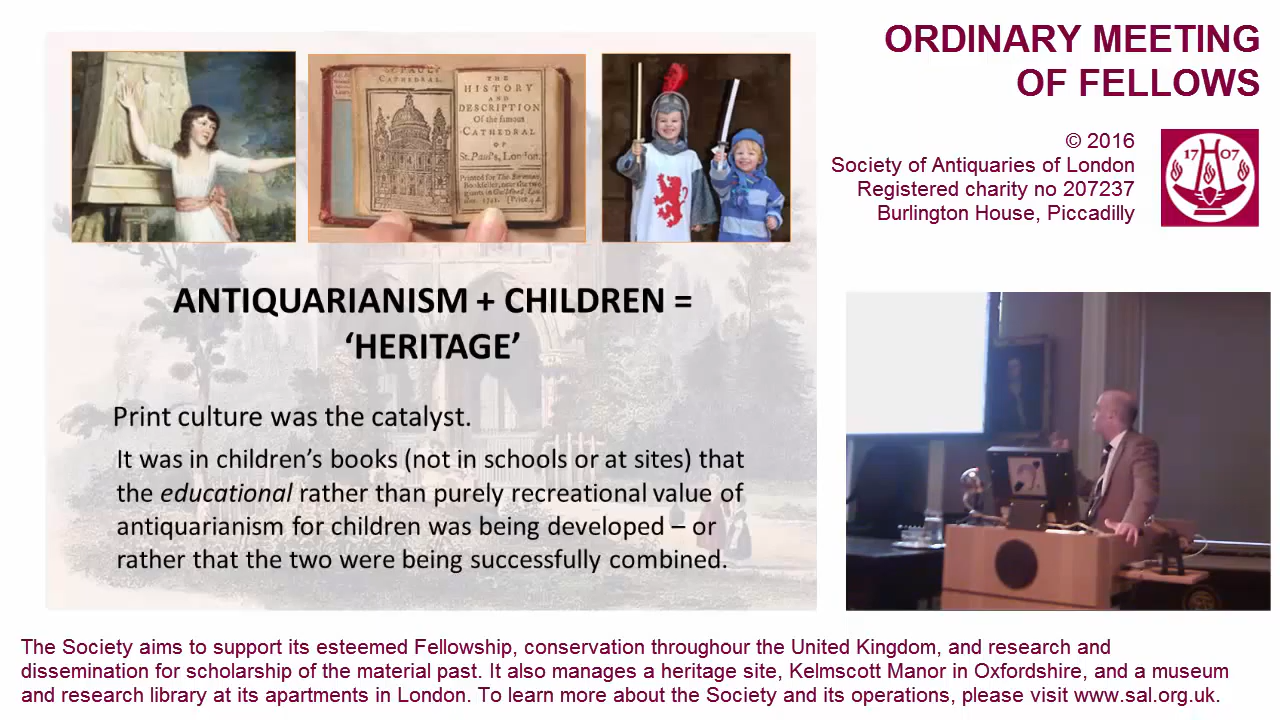 ORDINARY MEETING
OF FELLOWS
© 2016
Society of Antiquaries of London
Registered charity no 207237
Burlington House, Piccadilly
17 07
ST. PAUL'S
CATHEDRAL.
THE
HISTORY
AND
DESCRIPTION
Of the famous
CATHEDRAL
OF
St. Paul's, London.
ANTIQUARIANISM + CHILDREN =
‘HERITAGE’
Print culture was the catalyst.
It was in children’s books (not in schools or at sites) that
the educational rather than purely recreational value of
antiquarianism for children was being developed – or
rather that the two were being successfully combined.
The Society aims to support its esteemed Fellowship, conservation throughour the United Kingdom, and research and
dissemination for scholarship of the material past. It also manages a heritage site, Kelmscott Manor in Oxfordshire, and a museum
and research library at its apartments in London. To learn more about the Society and its operations, please visit www.sal.org.uk.